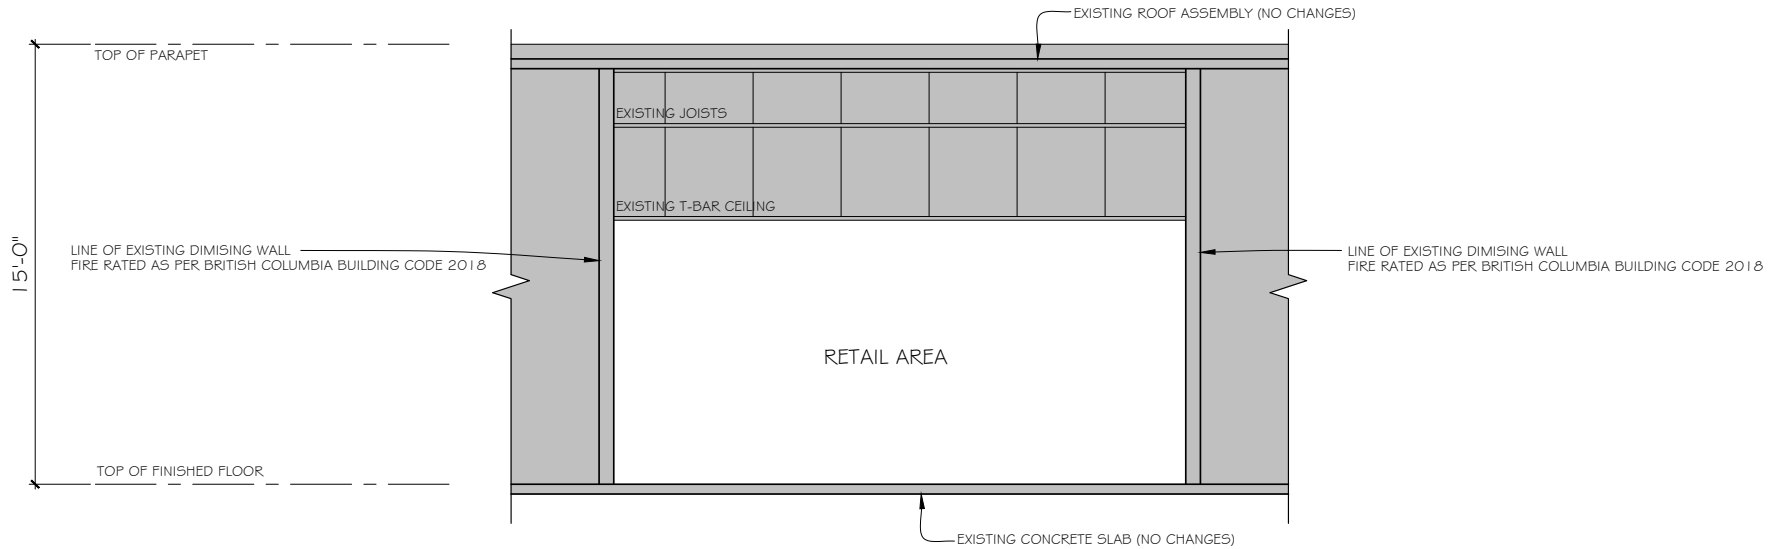 EXISTING ROOF ASSEMBLY (NO CHANGES)
TOP OF PARAPET
EXISTING JOISTS
EXISTING T-BAR CEILING
15'-0"
LINE OF EXISTING DIMISING WALL
FIRE RATED AS PER BRITISH COLUMBIA BUILDING CODE 2018
LINE OF EXISTING DIMISING WALL
FIRE RATED AS PER BRITISH COLUMBIA BUILDING CODE 2018
RETAIL AREA
TOP OF FINISHED FLOOR
EXISTING CONCRETE SLAB (NO CHANGES)